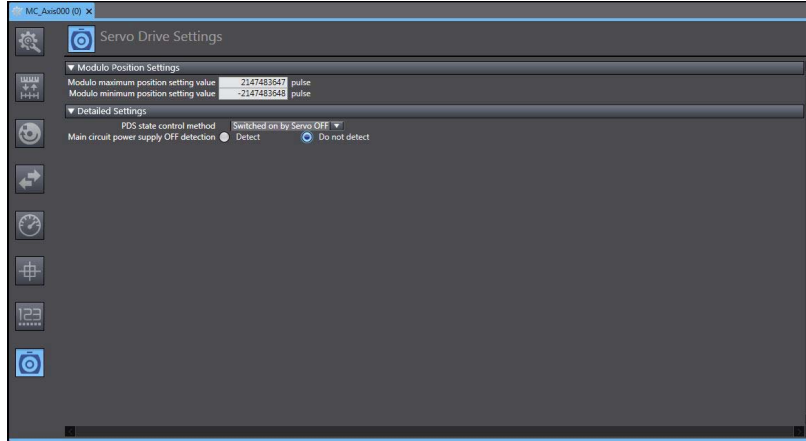 MC_Axis000 (0) ×
Servo Drive Settings
▼ Modulo Position Settings
Modulo maximum position setting value 2147483647 pulse
Modulo minimum position setting value -2147483648 pulse
▼ Detailed Settings
PDS state control method Switched on by Servo OFF ▼
Main circuit power supply OFF detection Detect Do not detect
123